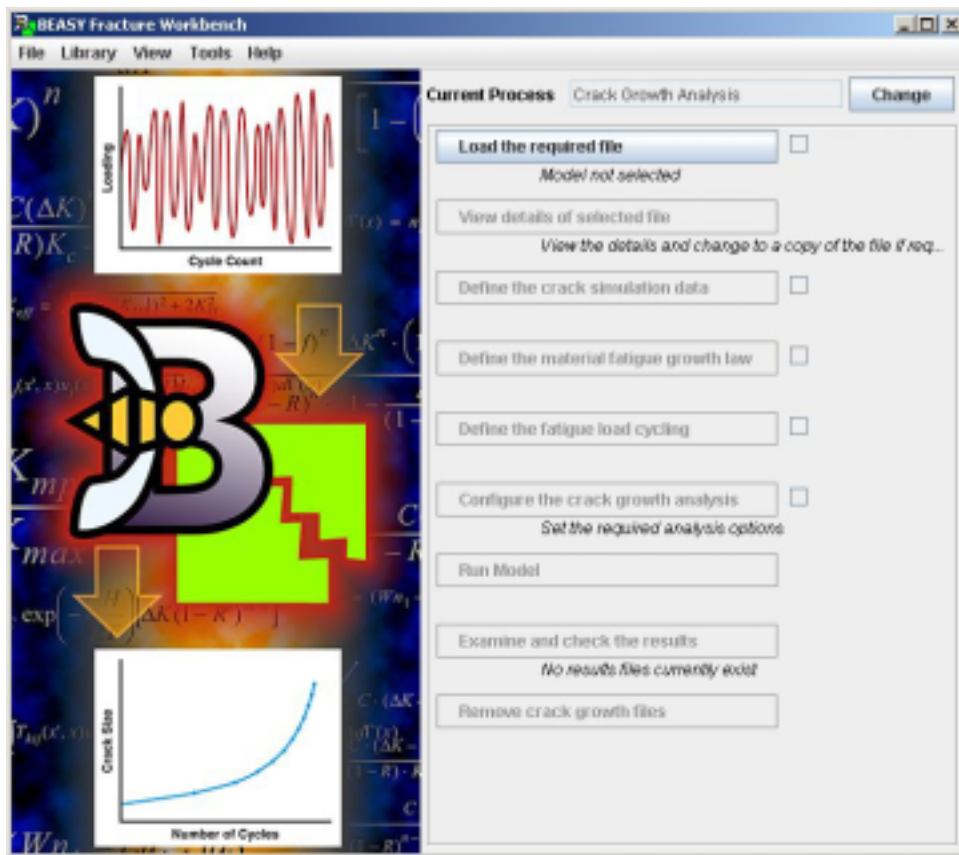 BEASY Fracture Workbench
File Library View Tools Help
Current Process Crack Growth Analysis Change
Loading
Cycle Count
Load the required file
Model not selected
View details of selected file
View the details and change to a copy of the file if req...
Define the crack simulation data
Define the material fatigue growth law
Define the fatigue load cycling
B
Configure the crack growth analysis
Set the required analysis options
Run Model
Examine and check the results
No results files currently exist
Remove crack growth files
Crack Size
Number of Cycles